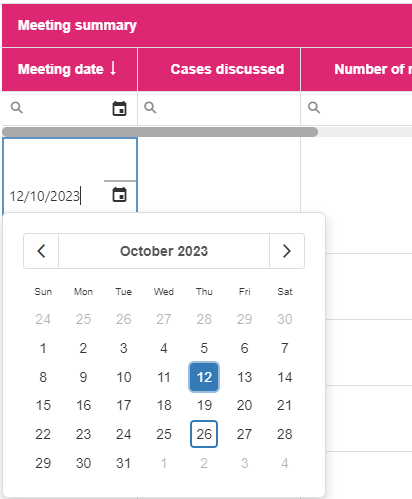 Meeting summary
Meeting date ↓ Cases discussed Number of
12/10/2023
October 2023
Sun Mon Tue Wed Thu Fri Sat
24 25 26 27 28 29 30
1 2 3 4 5 6 7
8 9 10 11 12 13 14
15 16 17 18 19 20 21
22 23 24 25 26 27 28
29 30 31 1 2 3 4